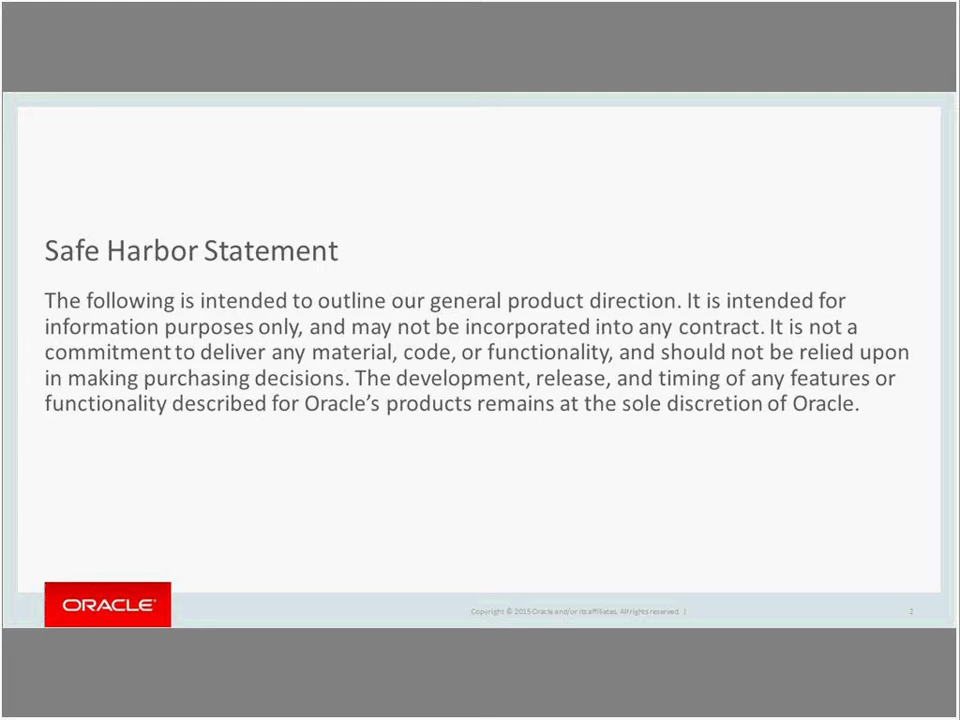 Safe Harbor Statement
The following is intended to outline our general product direction. It is intended for
information purposes only, and may not be incorporated into any contract. It is not a
commitment to deliver any material, code, or functionality, and should not be relied upon
in making purchasing decisions. The development, release, and timing of any features or
functionality described for Oracle’s products remains at the sole discretion of Oracle.
ORACLE®
Copyright © 2015 Oracle and/or its affiliates. All rights reserved. |
2